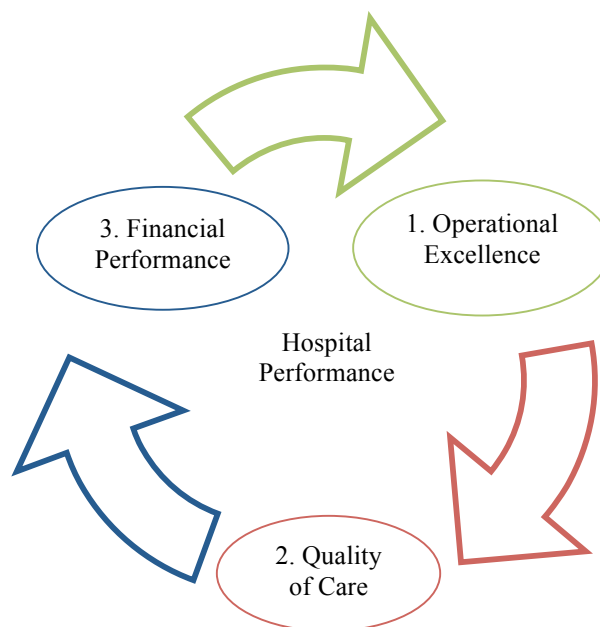 3. Financial
Performance
1. Operational
Excellence
Hospital
Performance
2. Quality
of Care